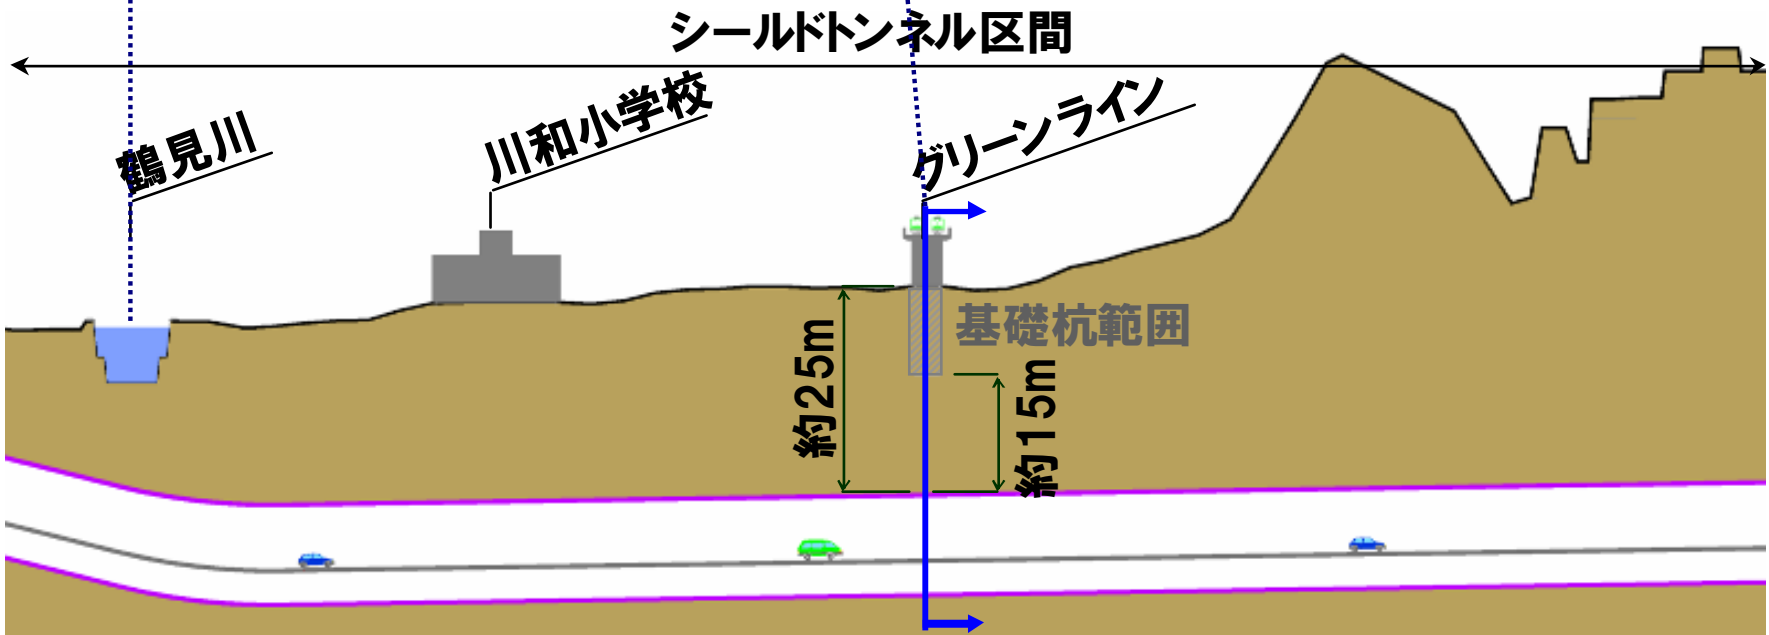 シールドトンネル区間
鶴見川
川和小学校
グリーンライン
基礎杭範囲
約25m
約15m